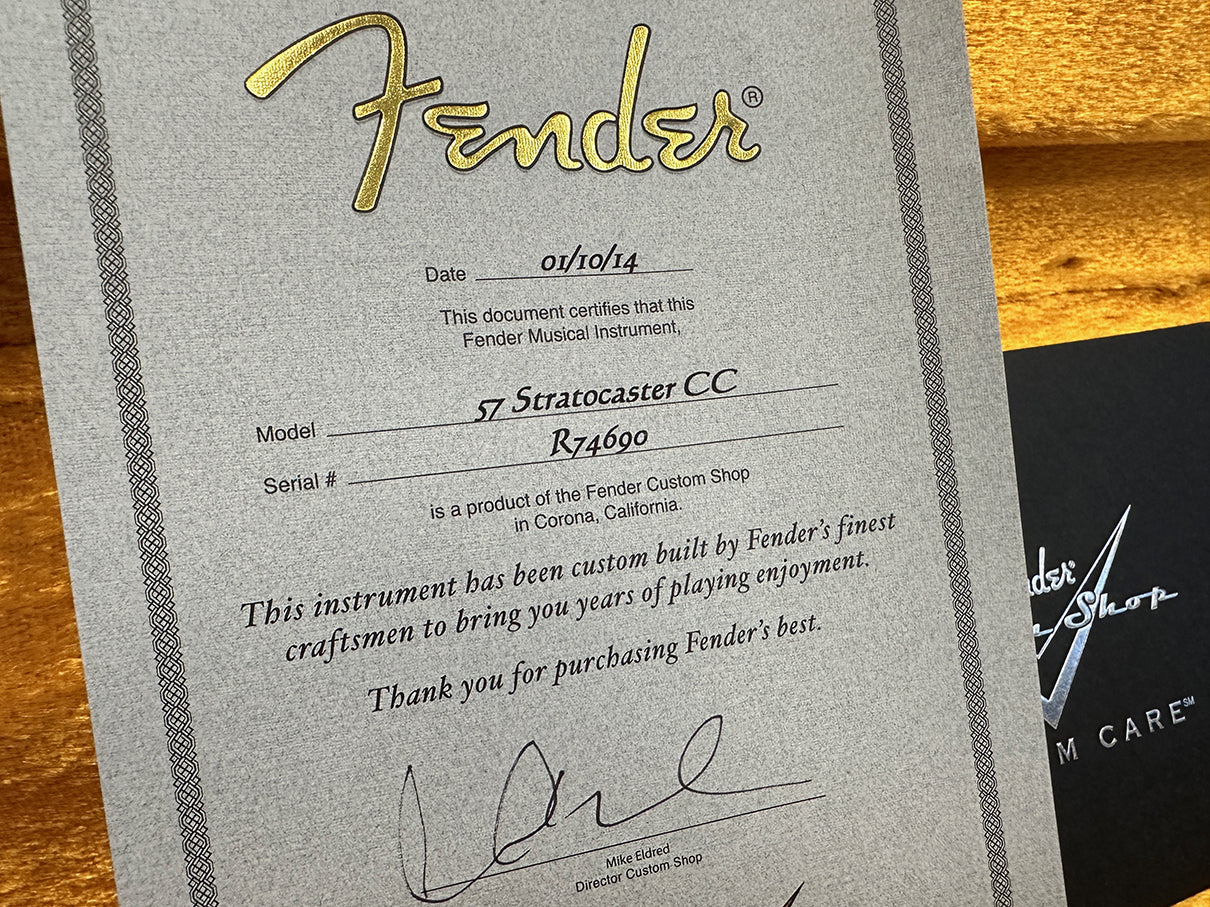 Fender®
Date 01/10/14
This document certifies that this
Fender Musical Instrument,
Model 57 Stratocaster CC
Serial # R74690
is a product of the Fender Custom Shop
in Corona, California.
This instrument has been custom built by Fender's finest
craftsmen to bring you years of playing enjoyment.
Thank you for purchasing Fender's best.
Mike Eldred
Director Custom Shop
der®
Shop
M CARE℠